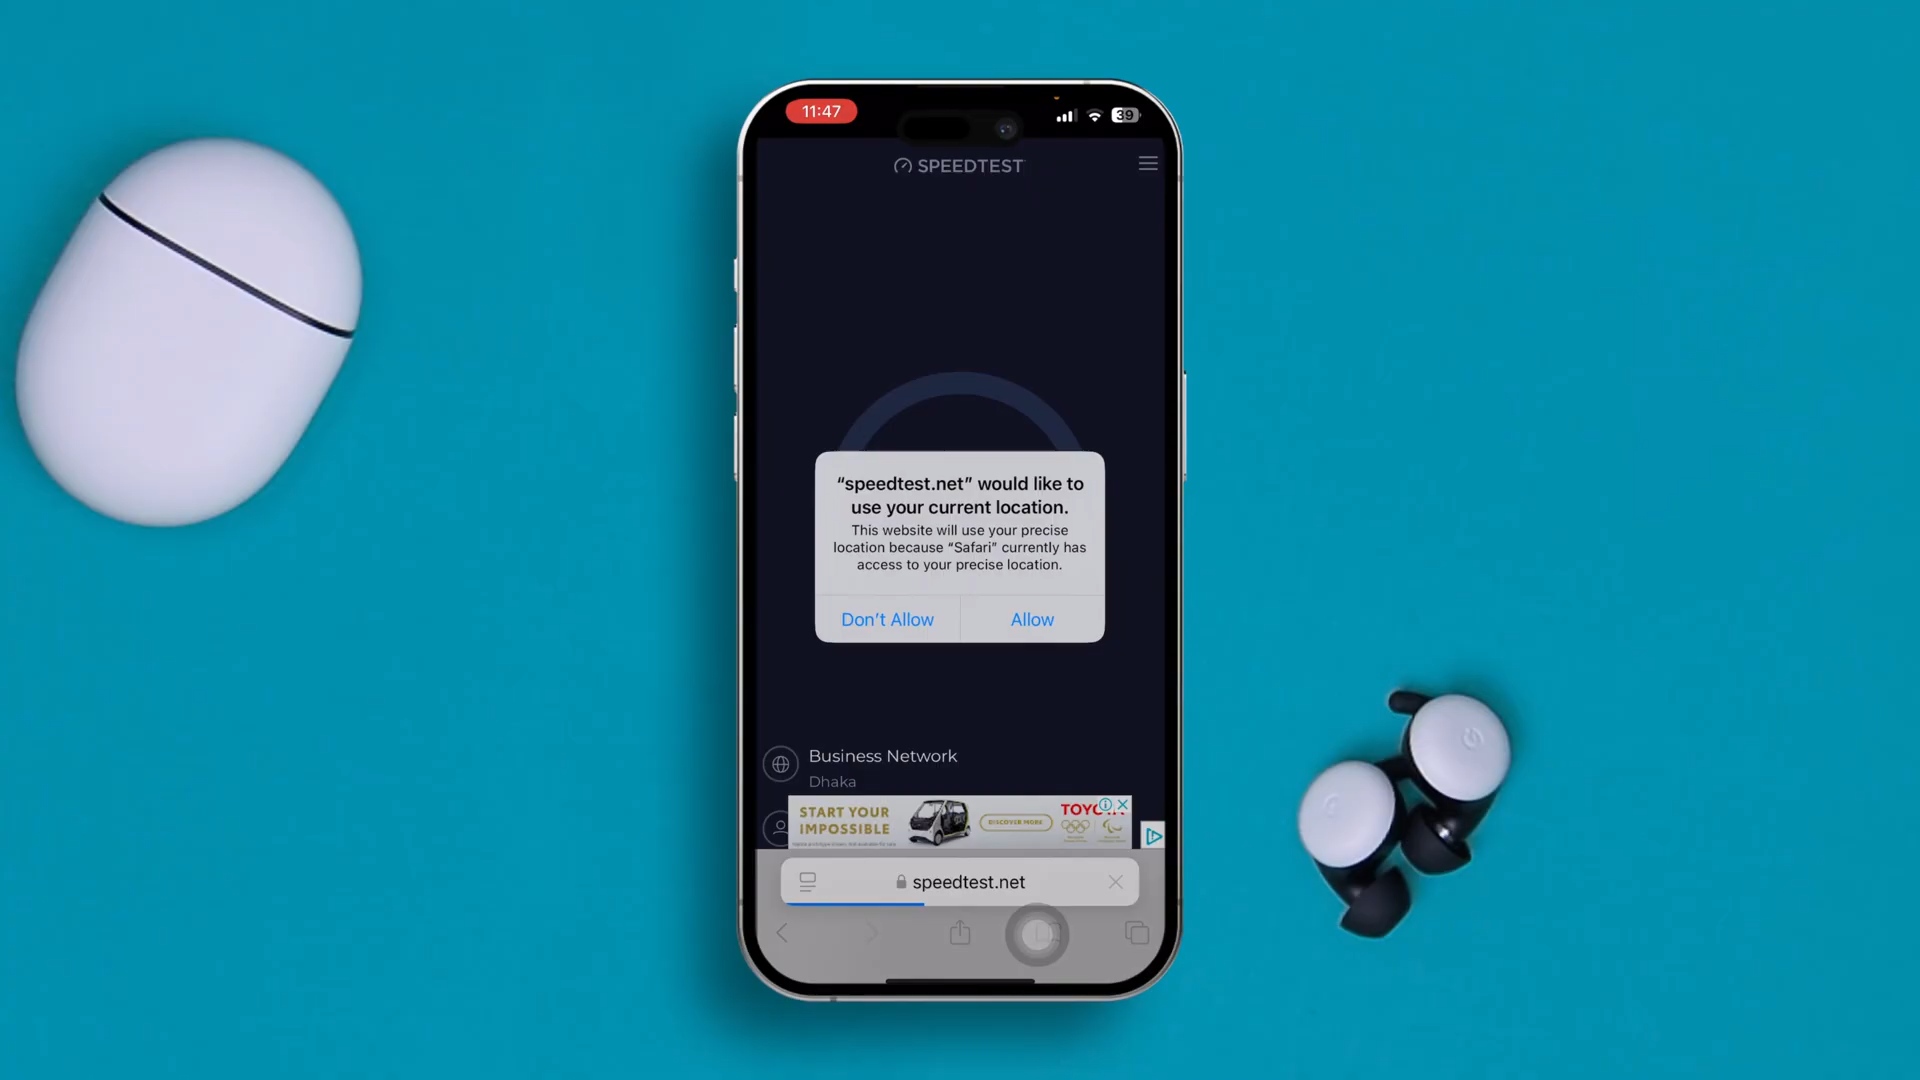 11:47
39
SPEEDTEST
“speedtest.net” would like to
use your current location.
This website will use your precise
location because “Safari” currently has
access to your precise location.
Don’t Allow
Allow
Business Network
Dhaka
START YOUR
IMPOSSIBLE
DISCOVER MORE
speedtest.net